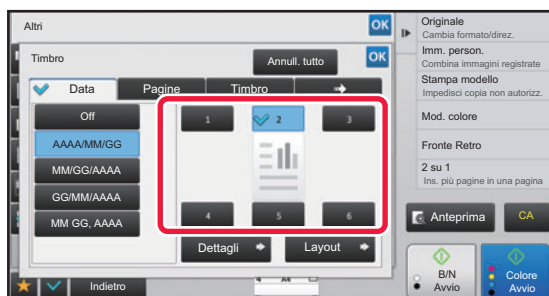 Altri
OK
Timbro
Annull. tutto
OK
Data
Pagine
Timbro
Off
AAAA/MM/GG
MM/GG/AAAA
GG/MM/AAAA
MM GG, AAAA
1
2
3
4
5
6
Dettagli
Layout
Indietro
A4
Originale
Cambia formato/direz.
Imm. person.
Combina immagini registrate
Stampa modello
Impedisci copia non autorizz.
Mod. colore
Fronte Retro
2 su 1
Ins. più pagine in una pagina
Anteprima
CA
B/N
Avvio
Colore
Avvio